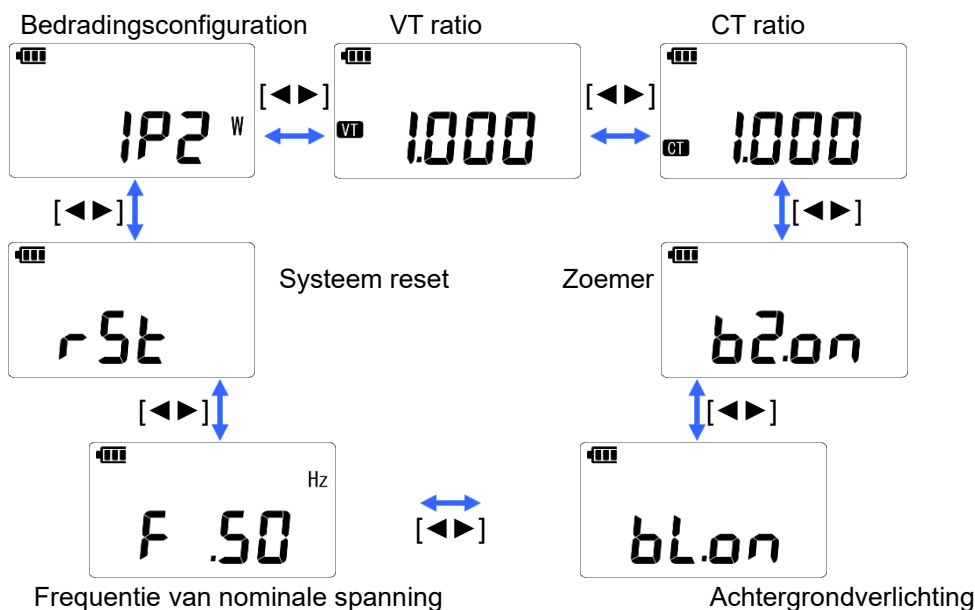 Bedradingsconfiguration VT ratio CT ratio
1P2 W [◄►] VT 1.000 [◄►] CT 1.000
[◄►] [◄►]
rSt Systeem reset Zoemer b2.on
[◄►] [◄►]
F .50 Hz [◄►] bL.on
Frequentie van nominale spanning Achtergrondverlichting